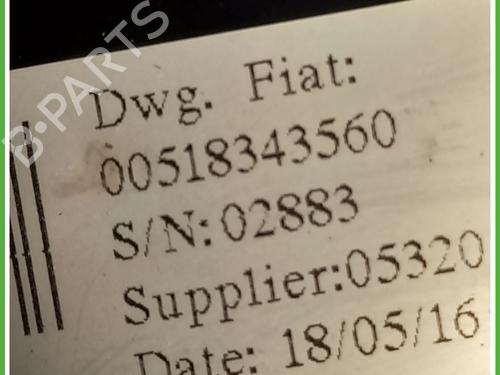 Dwg. Fiat:
00518343560
S/N:02883
Supplier:05320
Date: 18/05/16
B-PARTS